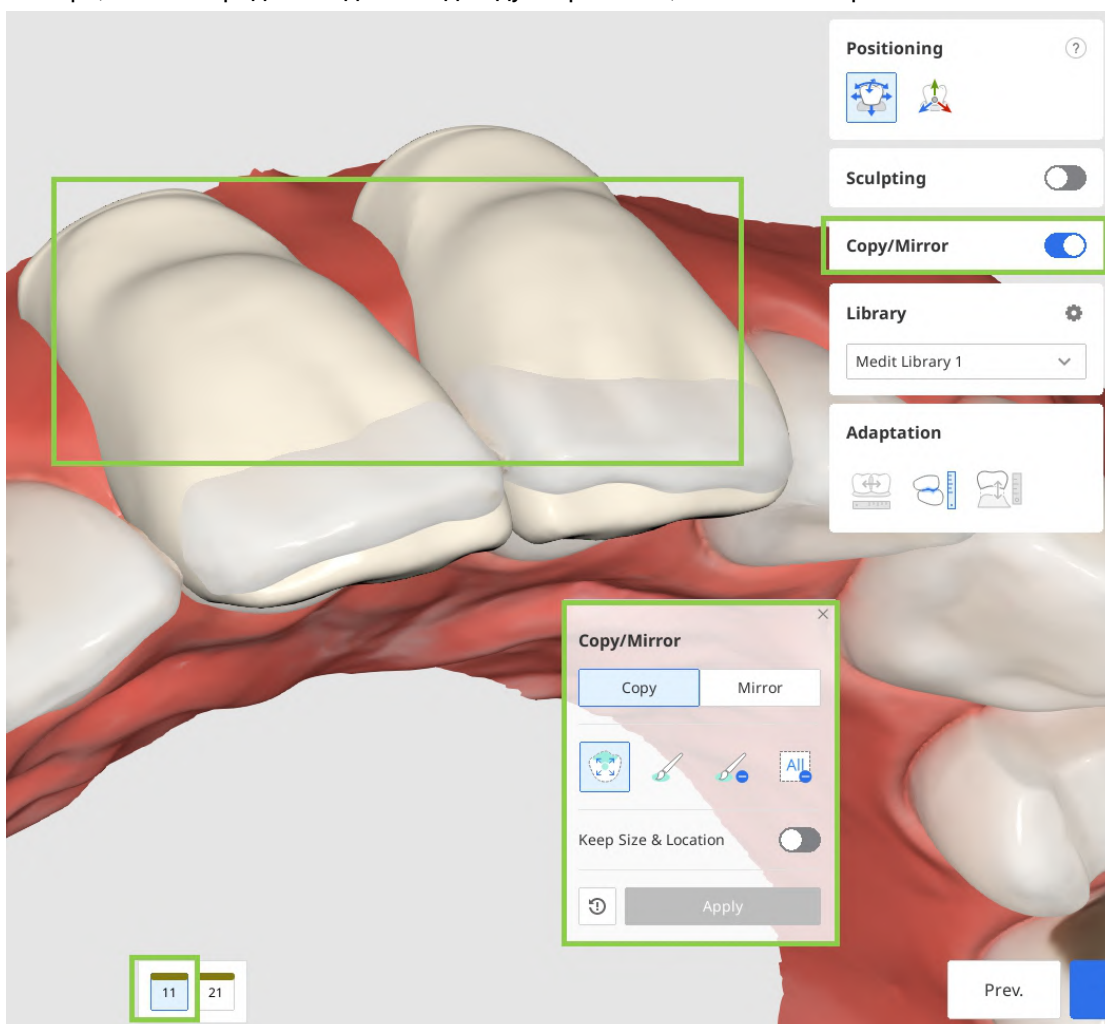 Positioning
?
Sculpting
Copy/Mirror
Library
Medit Library 1
Adaptation
Copy/Mirror
Copy Mirror
All
Keep Size & Location
Apply
11 21
Prev.